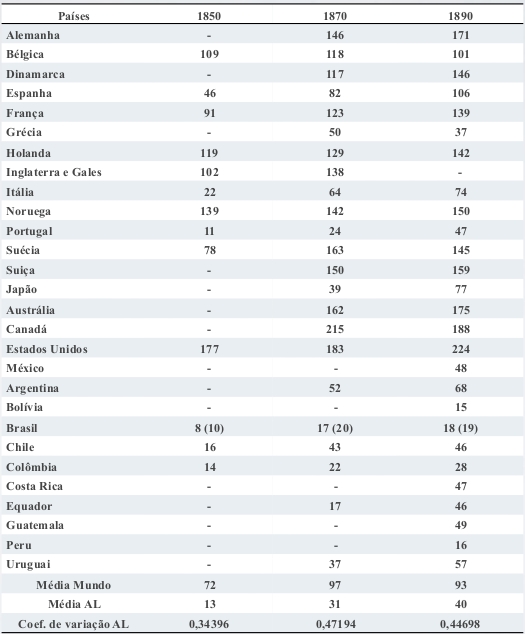 Países 1850 1870 1890
Alemanha - 146 171
Bélgica 109 118 101
Dinamarca - 117 146
Espanha 46 82 106
França 91 123 139
Grécia - 50 37
Holanda 119 129 142
Inglaterra e Gales 102 138 -
Itália 22 64 74
Noruega 139 142 150
Portugal 11 24 47
Suécia 78 163 145
Suiça - 150 159
Japão - 39 77
Austrália - 162 175
Canadá - 215 188
Estados Unidos 177 183 224
México - - 48
Argentina - 52 68
Bolívia - - 15
Brasil 8 (10) 17 (20) 18 (19)
Chile 16 43 46
Colômbia 14 22 28
Costa Rica - - 47
Equador - 17 46
Guatemala - - 49
Peru - - 16
Uruguai - 37 57
Média Mundo 72 97 93
Média AL 13 31 40
Coef. de variação AL 0,34396 0,47194 0,44698